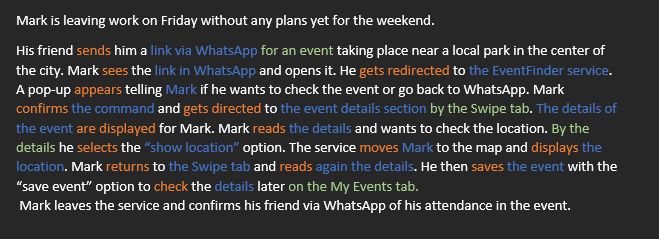 Mark is leaving work on Friday without any plans yet for the weekend.
His friend sends him a link via WhatsApp for an event taking place near a local park in the center of
the city. Mark sees the link in WhatsApp and opens it. He gets redirected to the EventFinder service.
A pop-up appears telling Mark if he wants to check the event or go back to WhatsApp. Mark
confirms the command and gets directed to the event details section by the Swipe tab. The details of
the event are displayed for Mark. Mark reads the details and wants to check the location. By the
details he selects the “show location” option. The service moves Mark to the map and displays the
location. Mark returns to the Swipe tab and reads again the details. He then saves the event with the
“save event” option to check the details later on the My Events tab.
Mark leaves the service and confirms his friend via WhatsApp of his attendance in the event.